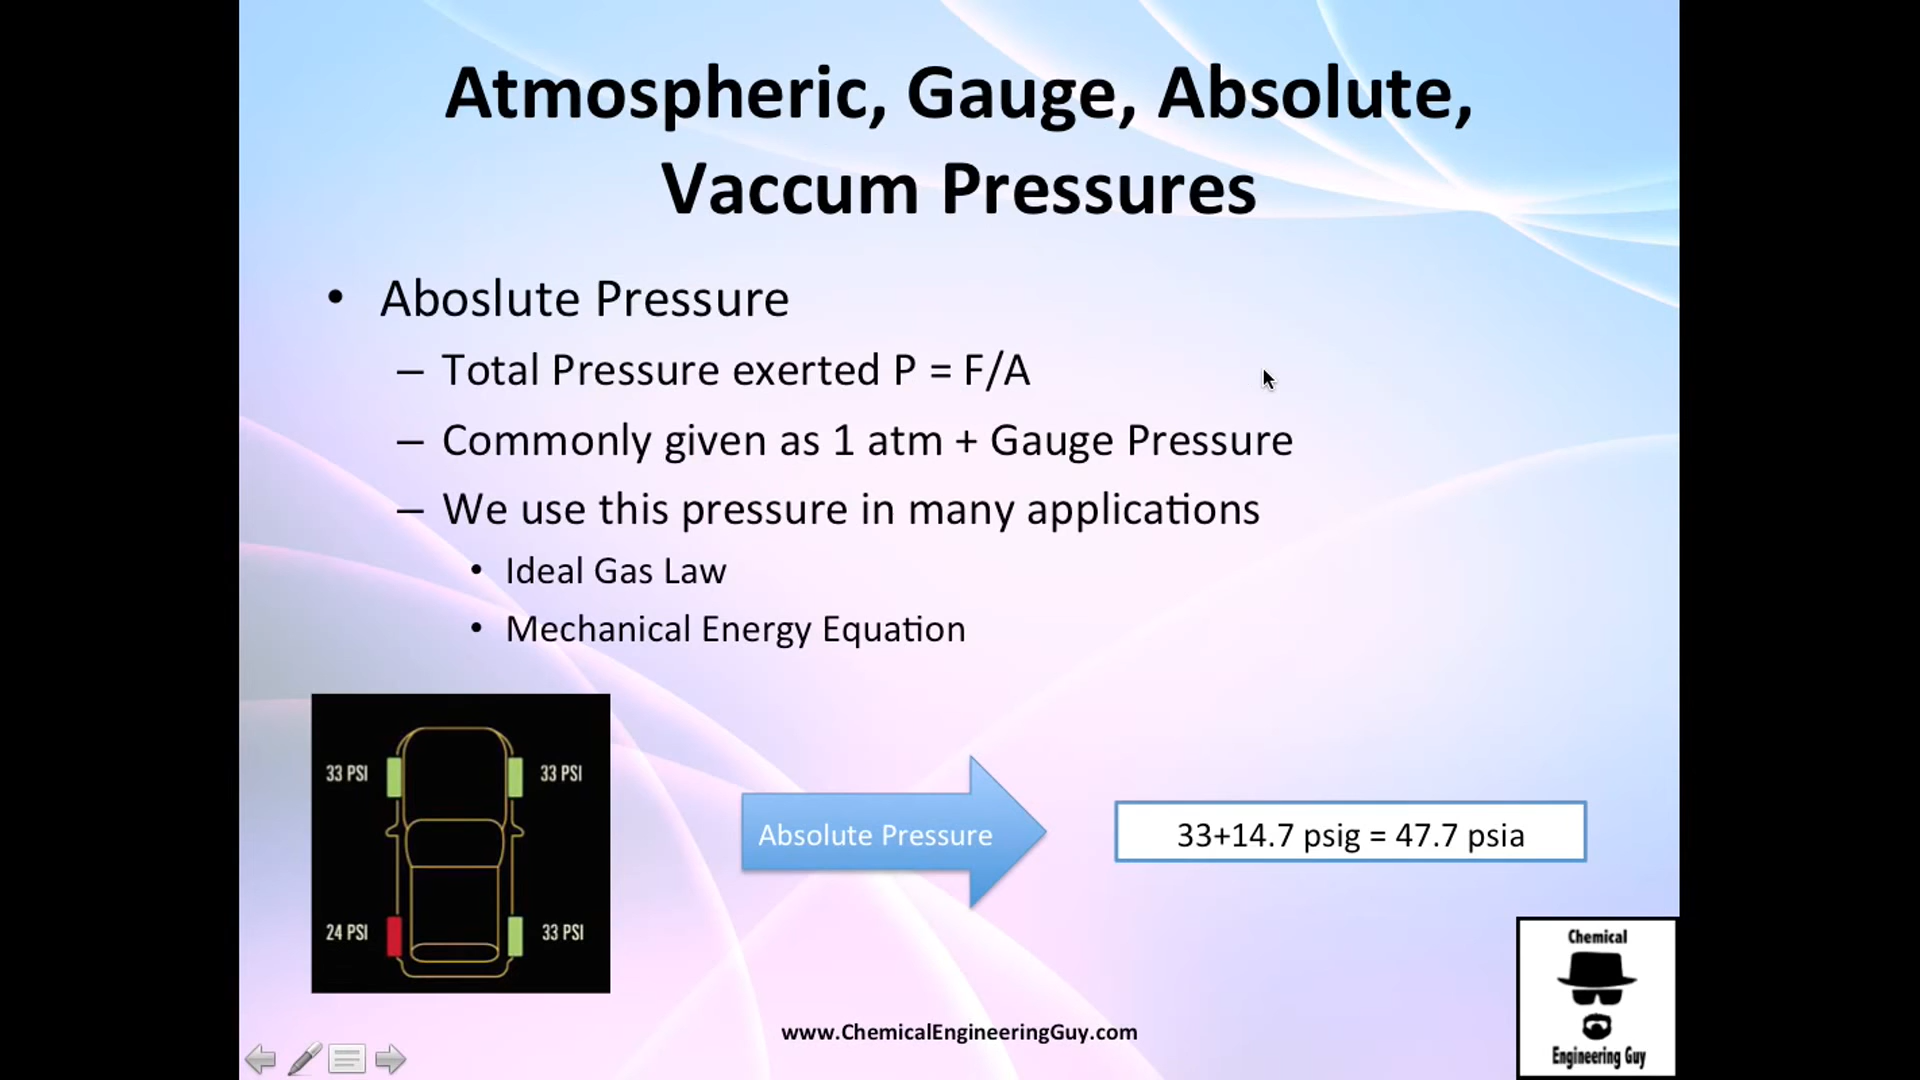 Atmospheric, Gauge, Absolute,
Vaccum Pressures
• Aboslute Pressure
– Total Pressure exerted P = F/A
– Commonly given as 1 atm + Gauge Pressure
– We use this pressure in many applications
• Ideal Gas Law
• Mechanical Energy Equation
33 PSI 33 PSI
24 PSI 33 PSI
Absolute Pressure
33+14.7 psig = 47.7 psia
www.ChemicalEngineeringGuy.com
Chemical
Engineering Guy